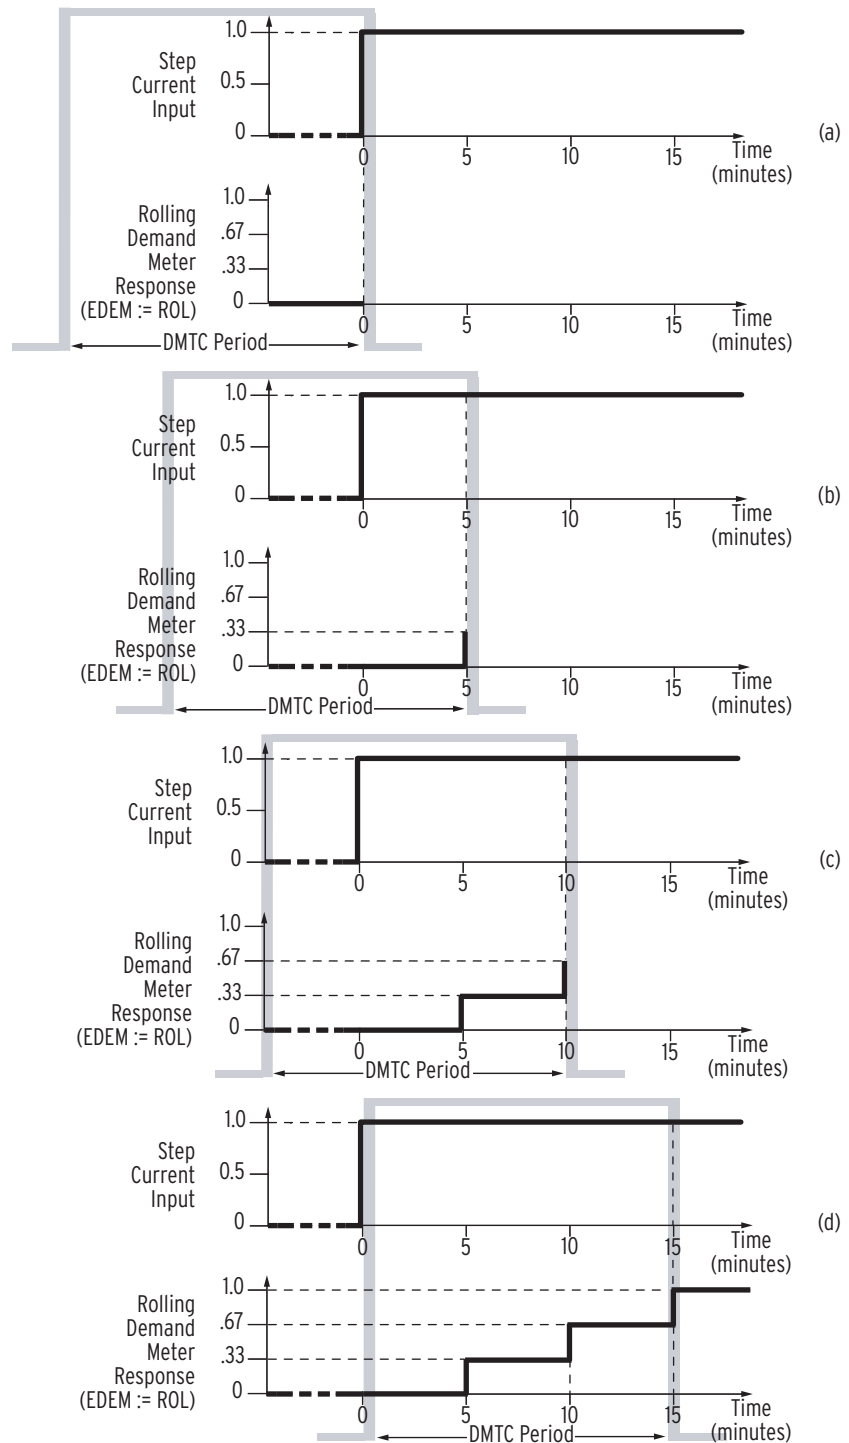 1.0
Step
Current
Input
0.5
0
0
5
10
15
Time
(minutes)
(a)
1.0
Rolling
Demand
Meter
Response
(EDEM := ROL)
.67
.33
0
0
5
10
15
Time
(minutes)
DMTC Period
1.0
Step
Current
Input
0.5
0
0
5
10
15
Time
(minutes)
(b)
1.0
Rolling
Demand
Meter
Response
(EDEM := ROL)
.67
.33
0
0
5
10
15
Time
(minutes)
DMTC Period
1.0
Step
Current
Input
0.5
0
0
5
10
15
Time
(minutes)
(c)
1.0
Rolling
Demand
Meter
Response
(EDEM := ROL)
.67
.33
0
0
5
10
15
Time
(minutes)
DMTC Period
1.0
Step
Current
Input
0.5
0
0
5
10
15
Time
(minutes)
(d)
1.0
Rolling
Demand
Meter
Response
(EDEM := ROL)
.67
.33
0
0
5
10
15
Time
(minutes)
DMTC Period